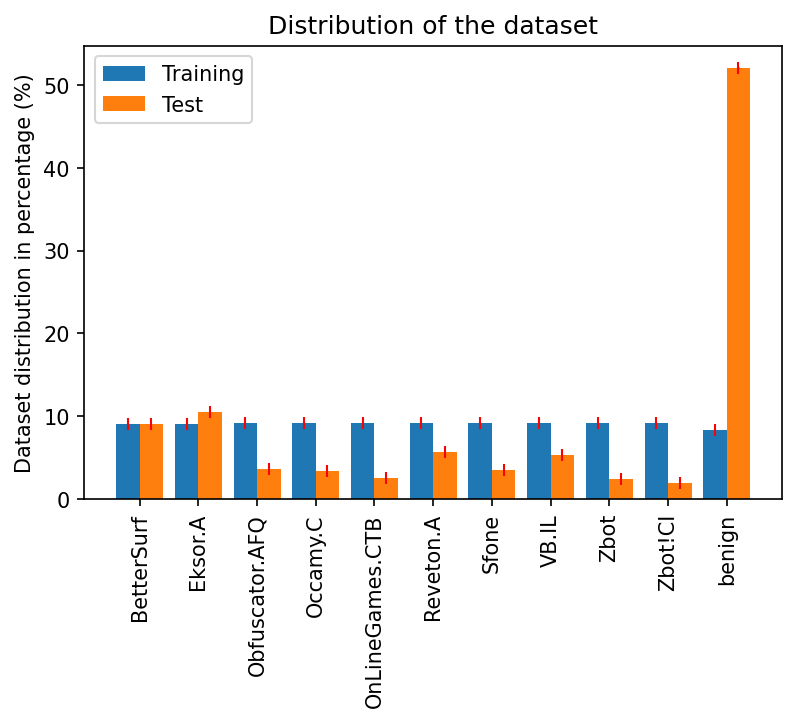 Distribution of the dataset
Training
Test
Dataset distribution in percentage (%)
50
40
30
20
10
0
BetterSurf
Eksor.A
Obfuscator.AFQ
Occamy.C
OnLineGames.CTB
Reveton.A
Sfone
VB.IL
Zbot
Zbot!CI
benign